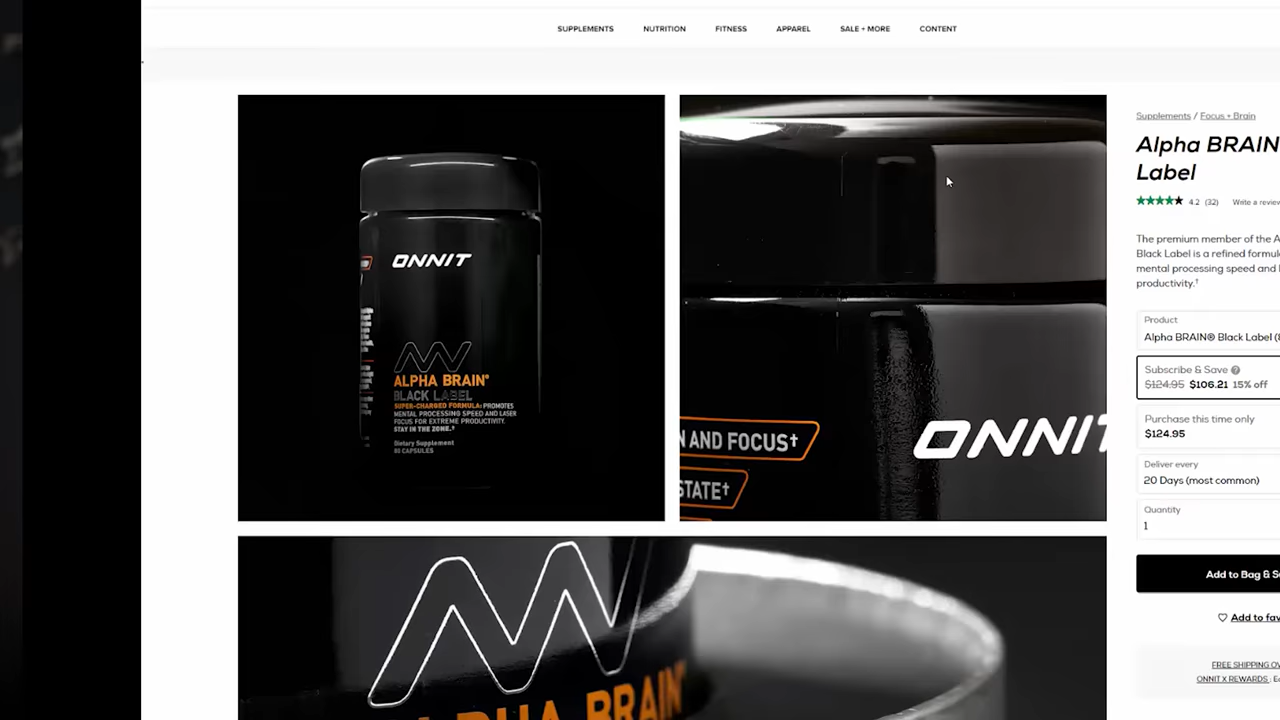 SUPPLEMENTS
NUTRITION
FITNESS
APPAREL
SALE + MORE
CONTENT
ONNIT
ALPHA BRAIN®
BLACK LABEL
SUPER-CHARGED FORMULA: PROMOTES
MENTAL PROCESSING SPEED AND LASER
FOCUS FOR EXTREME PRODUCTIVITY.
STAY IN THE ZONE.†
Dietary Supplement
80 CAPSULES
N AND FOCUS†
STATE†
ONNIT
ALPHA BRAIN
Supplements / Focus + Brain
Alpha BRAIN
Label
4.2 (32) Write a review
The premium member of the A
Black Label is a refined formul
mental processing speed and
productivity.†
Product
Alpha BRAIN® Black Label (
Subscribe & Save ?
$124.95 $106.21 15% off
Purchase this time only
$124.95
Deliver every
20 Days (most common)
Quantity
1
Add to Bag & S
Add to fav
FREE SHIPPING OV
ONNIT X REWARDS: E